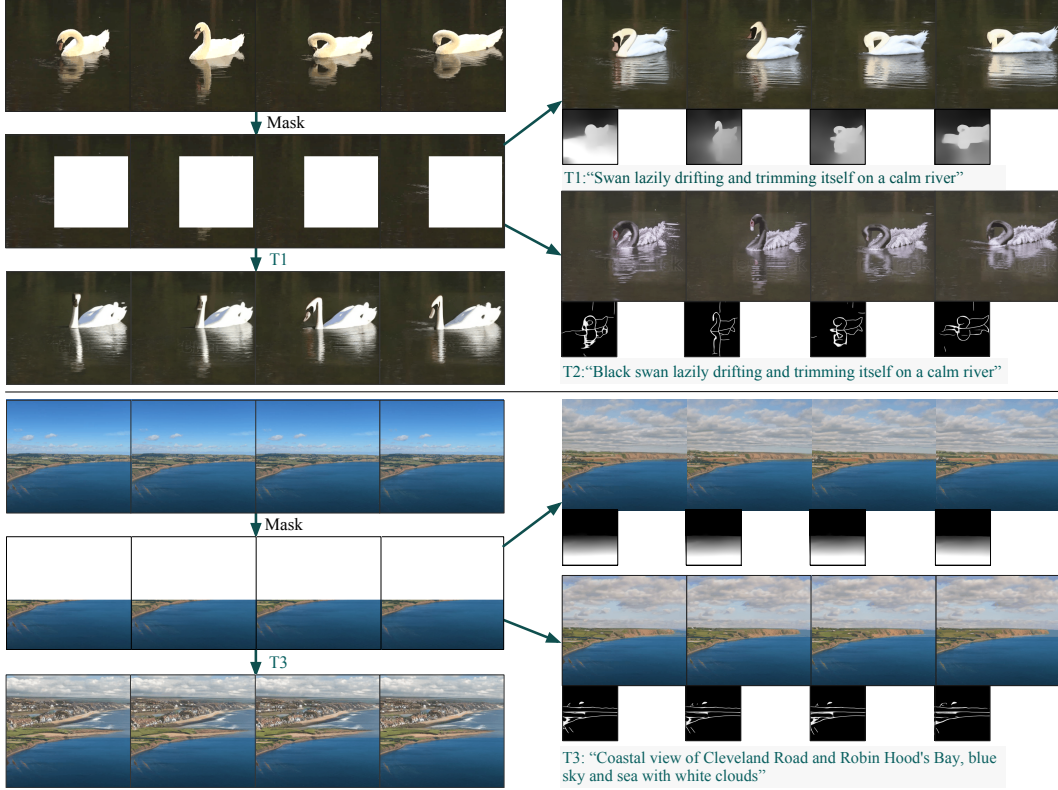 Mask
T1:“Swan lazily drifting and trimming itself on a calm river”
T1
T2:“Black swan lazily drifting and trimming itself on a calm river”
Mask
T3
T3: “Coastal view of Cleveland Road and Robin Hood's Bay, blue
sky and sea with white clouds”